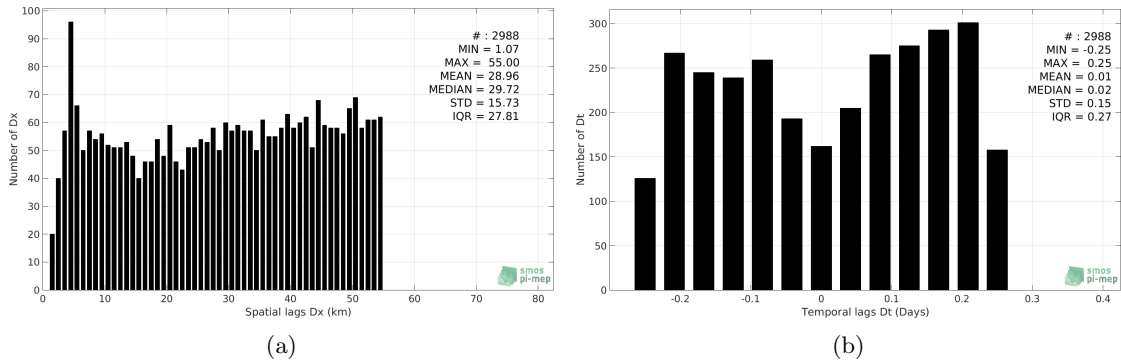 100
90
80
70
60
50
40
30
20
10
0
Number of Dx
# : 2988
MIN = 1.07
MAX = 55.00
MEAN = 28.96
MEDIAN = 29.72
STD = 15.73
IQR = 27.81
smos
pi-mep
0 10 20 30 40 50 60 70 80
Spatial lags Dx (km)
(a)
300
250
200
150
100
50
0
Number of Dt
# : 2988
MIN = -0.25
MAX = 0.25
MEAN = 0.01
MEDIAN = 0.02
STD = 0.15
IQR = 0.27
smos
pi-mep
-0.2 -0.1 0 0.1 0.2 0.3 0.4
Temporal lags Dt (Days)
(b)